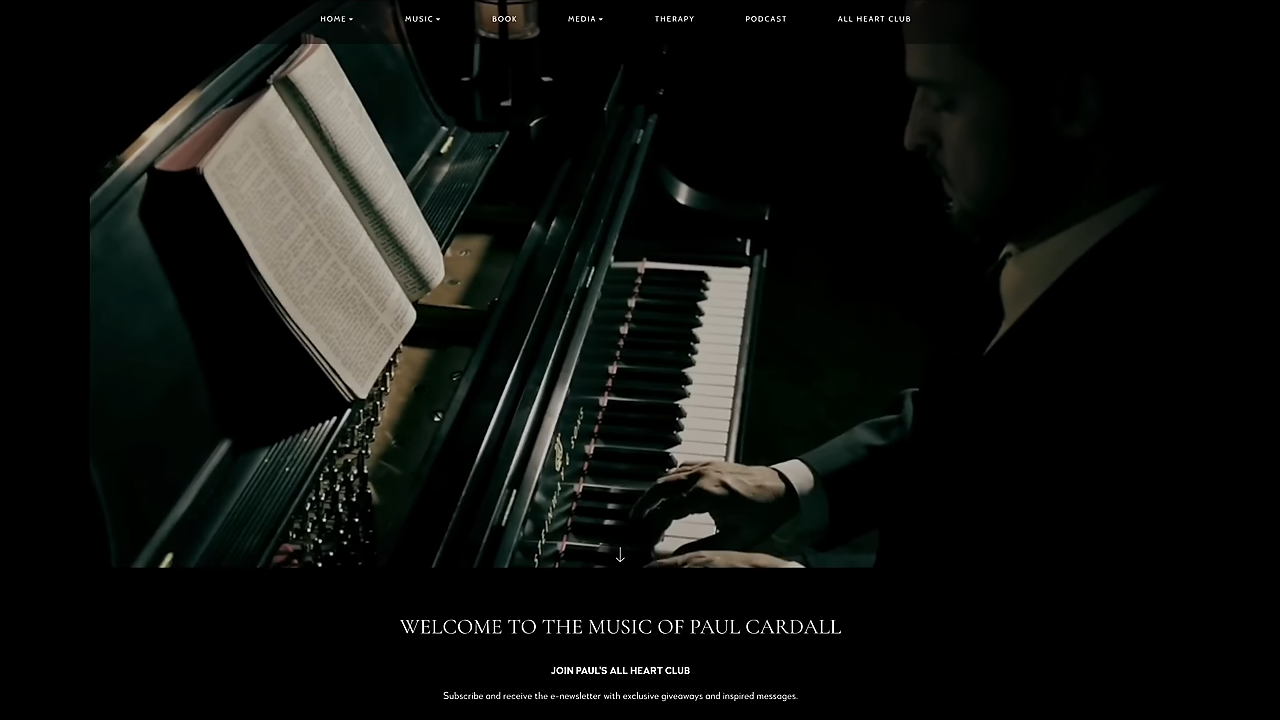 HOME
MUSIC
BOOK
MEDIA
THERAPY
PODCAST
ALL HEART CLUB
WELCOME TO THE MUSIC OF PAUL CARDALL
JOIN PAUL'S ALL HEART CLUB
Subscribe and receive the e-newsletter with exclusive giveaways and inspired messages.